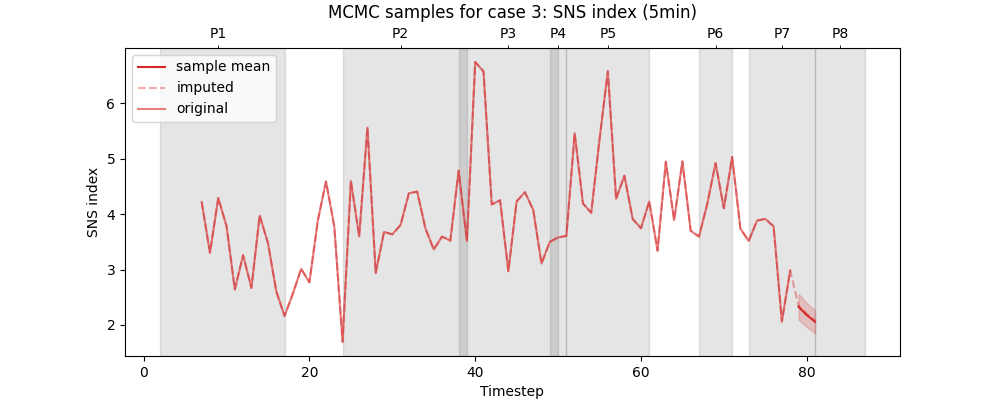 MCMC samples for case 3: SNS index (5min)
P1 P2 P3 P4 P5 P6 P7 P8
sample mean
imputed
original
6
5
4
3
2
SNS index
0 20 40 60 80
Timestep